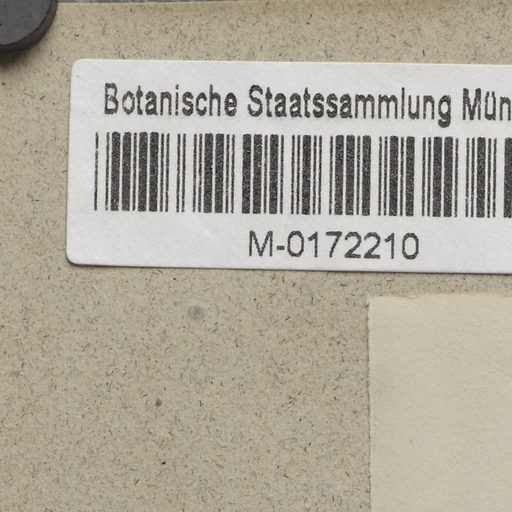 Botanische Staatssammlung Mün
M-0172210